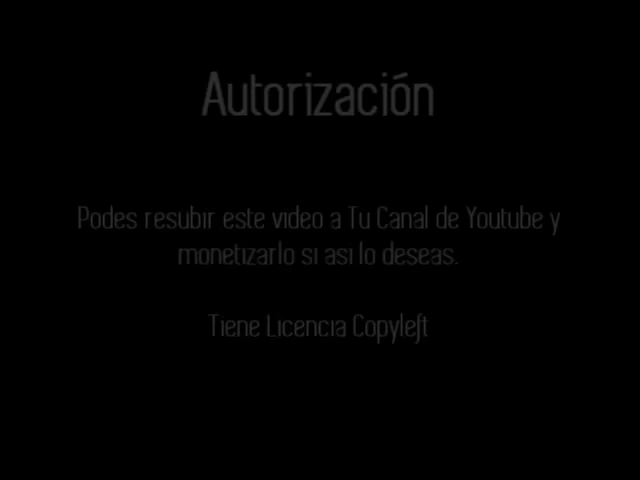 Autorización
Podes resubir este video a Tu Canal de Youtube y
monetizarlo si asi lo deseas.
Tiene Licencia Copyleft